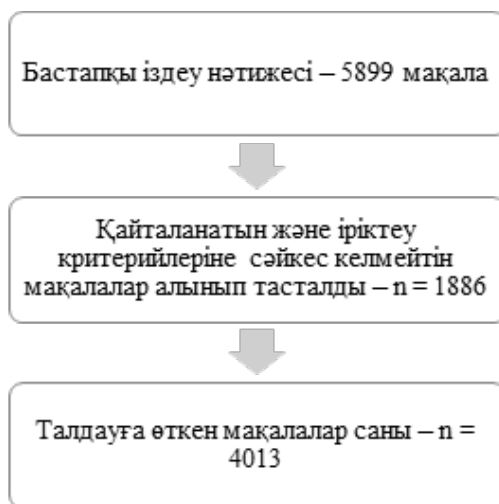 Бастапқы іздеу нәтижесі – 5899 мақала
Қайталанатын және іріктеу
критерийлеріне сәйкес келмейтін
мақалалар алынып тасталды – n = 1886
Талдауға өткен мақалалар саны – n =
4013